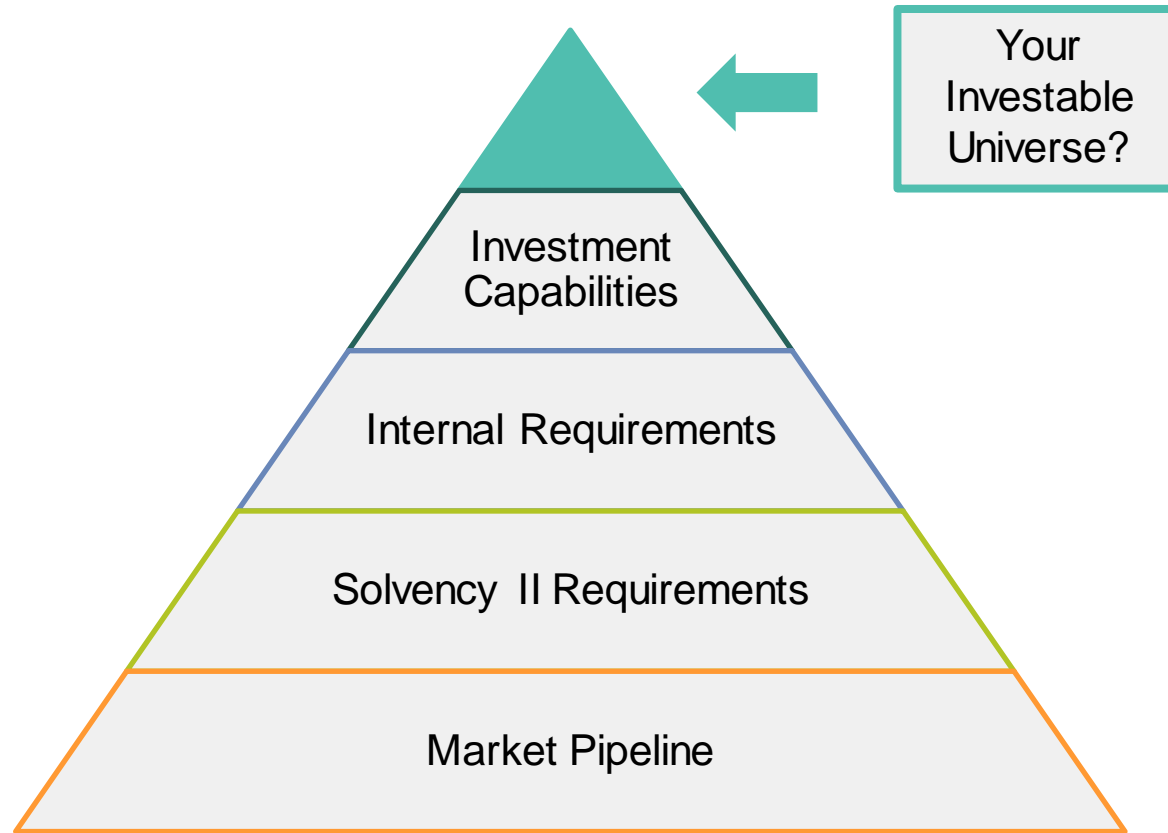 Your
Investable
Universe?
Investment
Capabilities
Internal Requirements
Solvency II Requirements
Market Pipeline